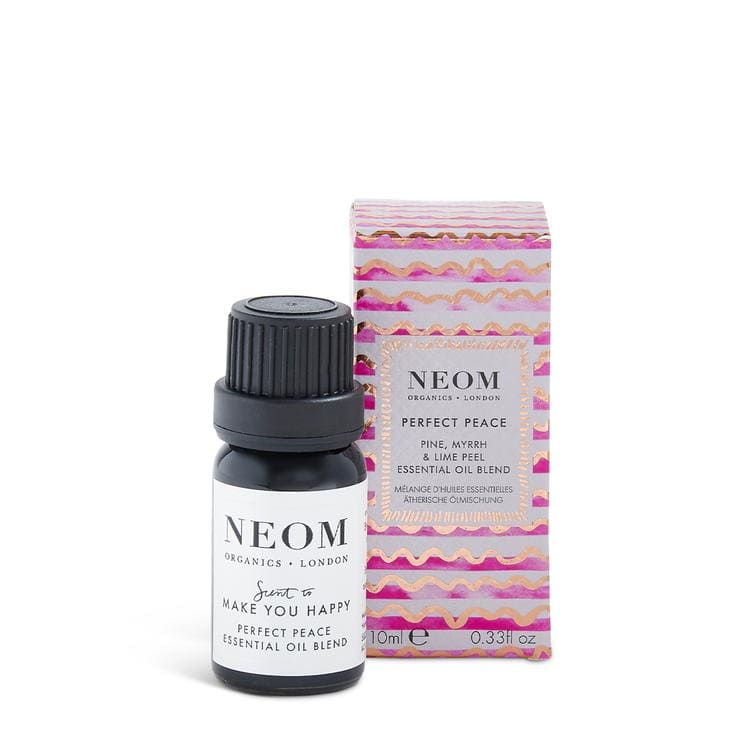 NEOM
ORGANICS • LONDON
Scent to
MAKE YOU HAPPY
PERFECT PEACE
ESSENTIAL OIL BLEND
NEOM
ORGANICS • LONDON
PERFECT PEACE
PINE, MYRRH
& LIME PEEL
ESSENTIAL OIL BLEND
MÉLANGE D'HUILES ESSENTIELLES
ÄTHERISCHE ÖLMISCHUNG
10ml ℮ 0.33fl oz